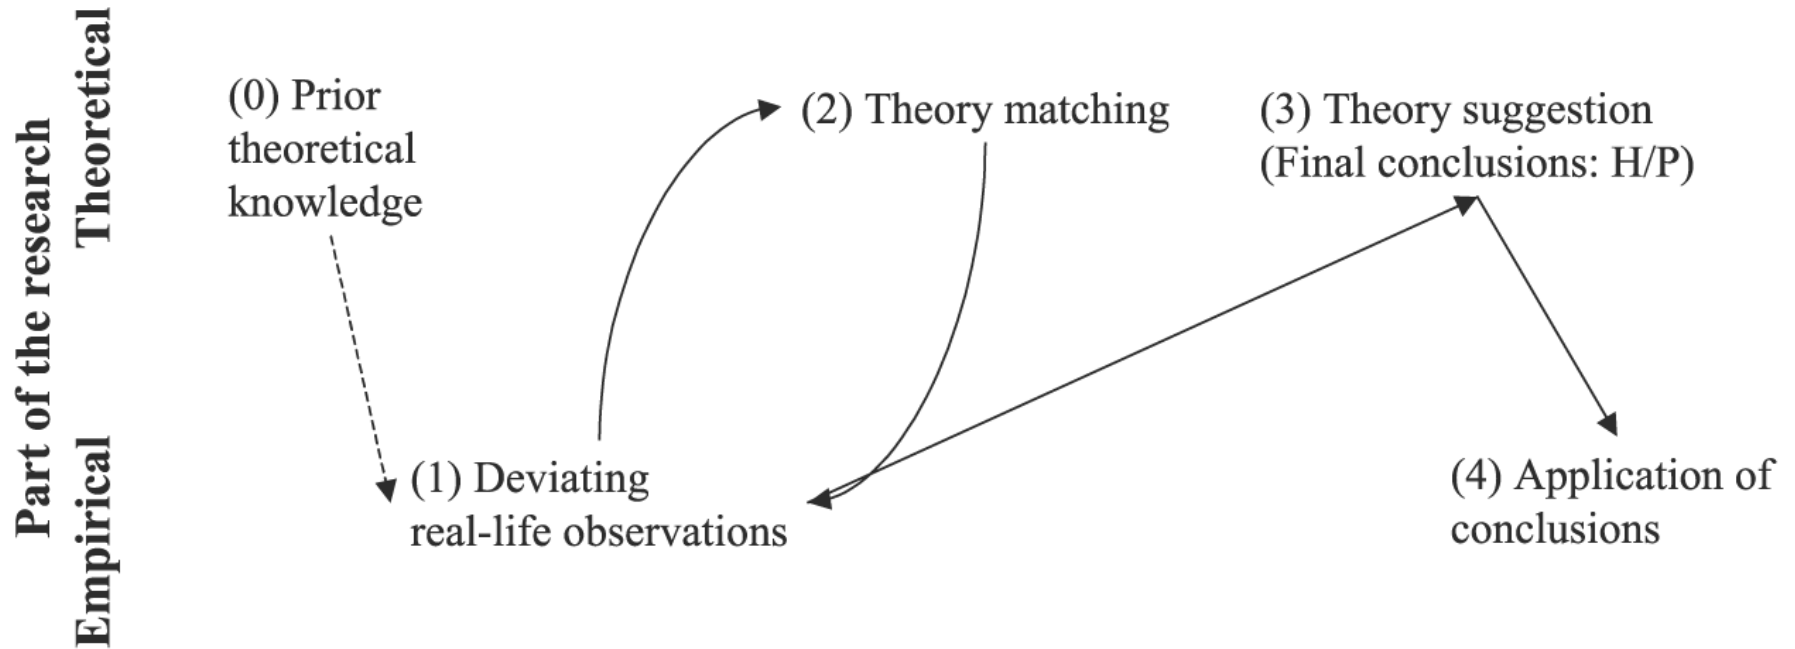 Part of the research
Theoretical
Empirical
(0) Prior
theoretical
knowledge
(2) Theory matching
(3) Theory suggestion
(Final conclusions: H/P)
(1) Deviating
real-life observations
(4) Application of
conclusions